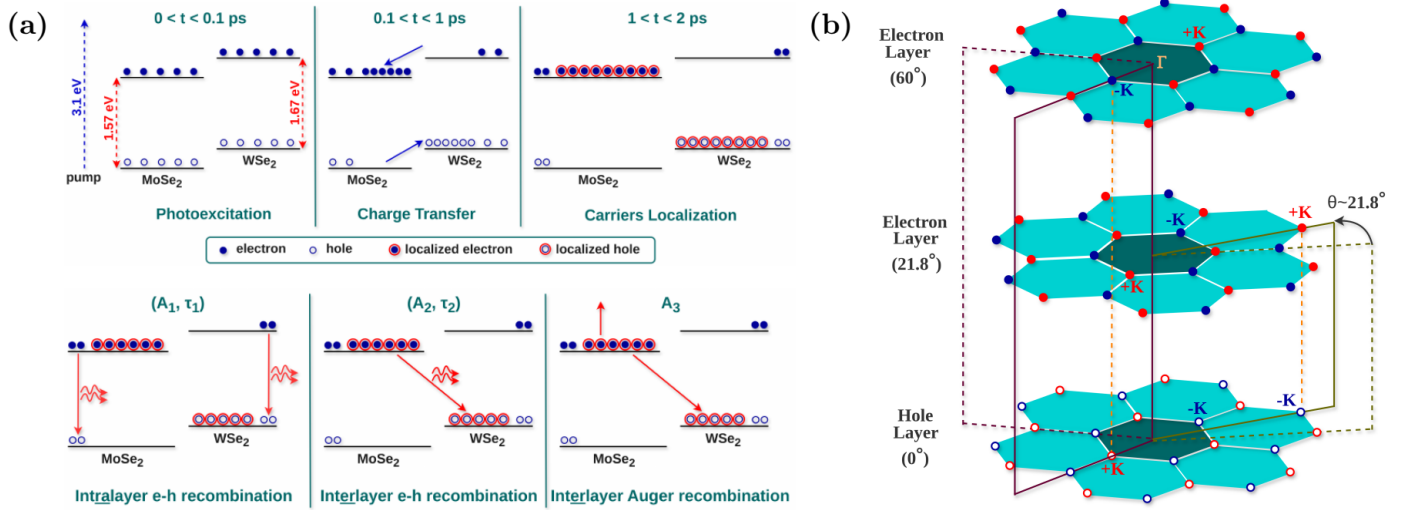 (a)
0 < t < 0.1 ps
0.1 < t < 1 ps
1 < t < 2 ps
3.1 eV
1.57 eV
1.67 eV
pump
MoSe2
WSe2
MoSe2
WSe2
MoSe2
WSe2
Photoexcitation
Charge Transfer
Carriers Localization
electron
hole
localized electron
localized hole
(A1, τ1)
(A2, τ2)
A3
MoSe2
WSe2
MoSe2
WSe2
MoSe2
WSe2
Intralayer e-h recombination
Interlayer e-h recombination
Interlayer Auger recombination
(b)
Electron
Layer
(60°)
+K
Γ
-K
Electron
Layer
(21.8°)
-K
+K
+K
θ~21.8°
Hole
Layer
(0°)
-K
-K
+K